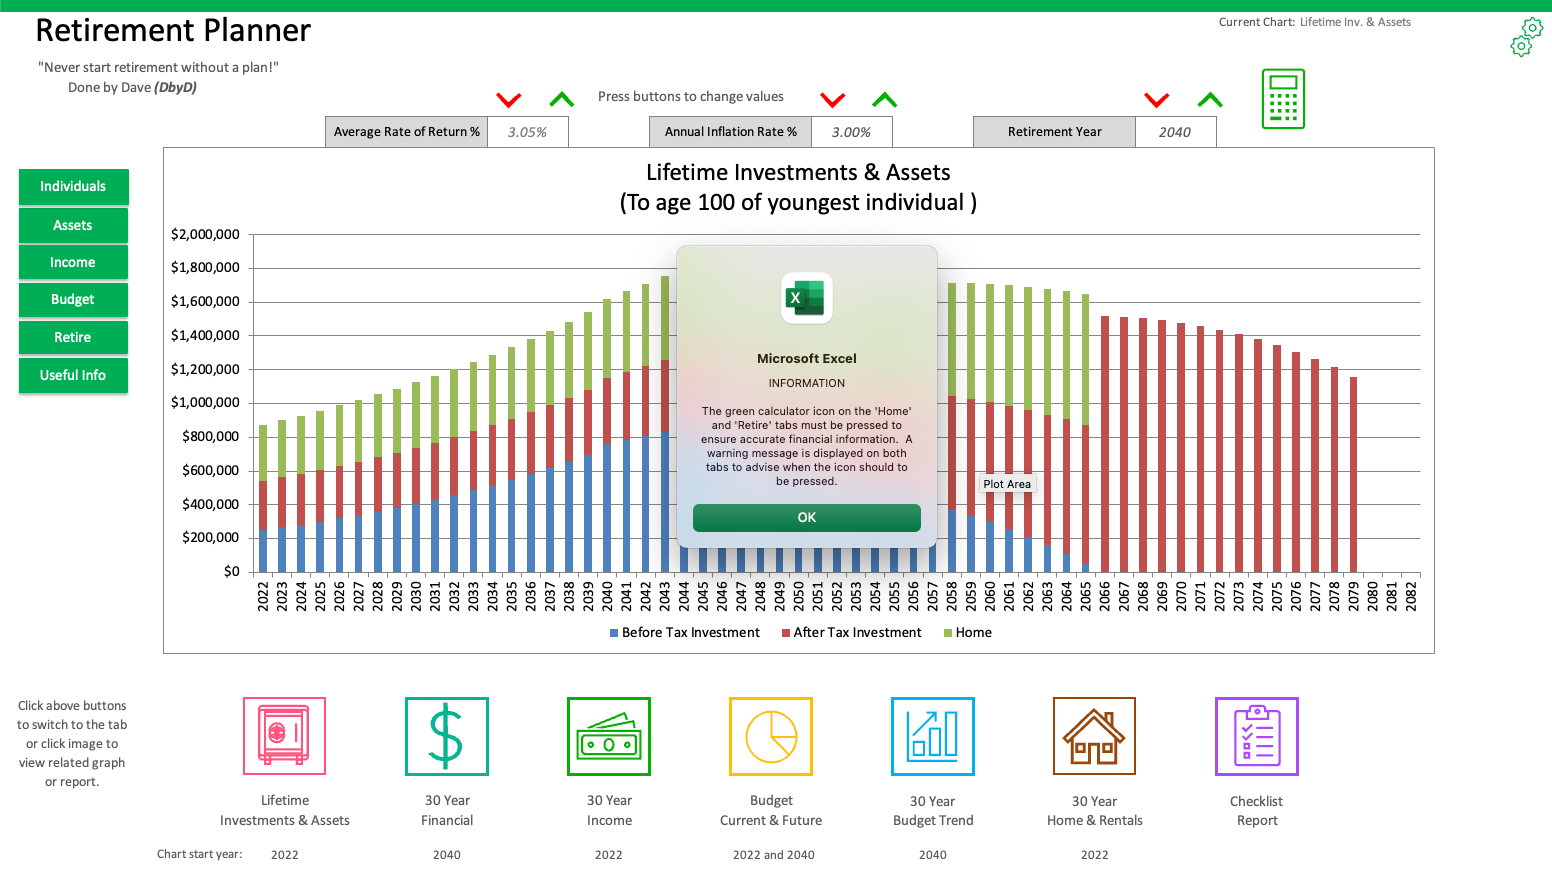 Retirement Planner
Current Chart: Lifetime Inv. & Assets
"Never start retirement without a plan!"
Done by Dave (DbyD)
Press buttons to change values
Average Rate of Return % 3.05%
Annual Inflation Rate % 3.00%
Retirement Year 2040
Individuals
Assets
Income
Budget
Retire
Useful Info
Lifetime Investments & Assets
(To age 100 of youngest individual )
$2,000,000
$1,800,000
$1,600,000
$1,400,000
$1,200,000
$1,000,000
$800,000
$600,000
$400,000
$200,000
$0
X
Microsoft Excel
INFORMATION
The green calculator icon on the 'Home'
and 'Retire' tabs must be pressed to
ensure accurate financial information. A
warning message is displayed on both
tabs to advise when the icon should to
be pressed.
OK
Plot Area
2022 2023 2024 2025 2026 2027 2028 2029 2030 2031 2032 2033 2034 2035 2036 2037 2038 2039 2040 2041 2042 2043 2044 2045 2046 2047 2048 2049 2050 2051 2052 2053 2054 2055 2056 2057 2058 2059 2060 2061 2062 2063 2064 2065 2066 2067 2068 2069 2070 2071 2072 2073 2074 2075 2076 2077 2078 2079 2080 2081 2082
Before Tax Investment After Tax Investment Home
Click above buttons
to switch to the tab
or click image to
view related graph
or report.
Lifetime
Investments & Assets
30 Year
Financial
30 Year
Income
Budget
Current & Future
30 Year
Budget Trend
30 Year
Home & Rentals
Checklist
Report
Chart start year: 2022 2040 2022 2022 and 2040 2040 2022